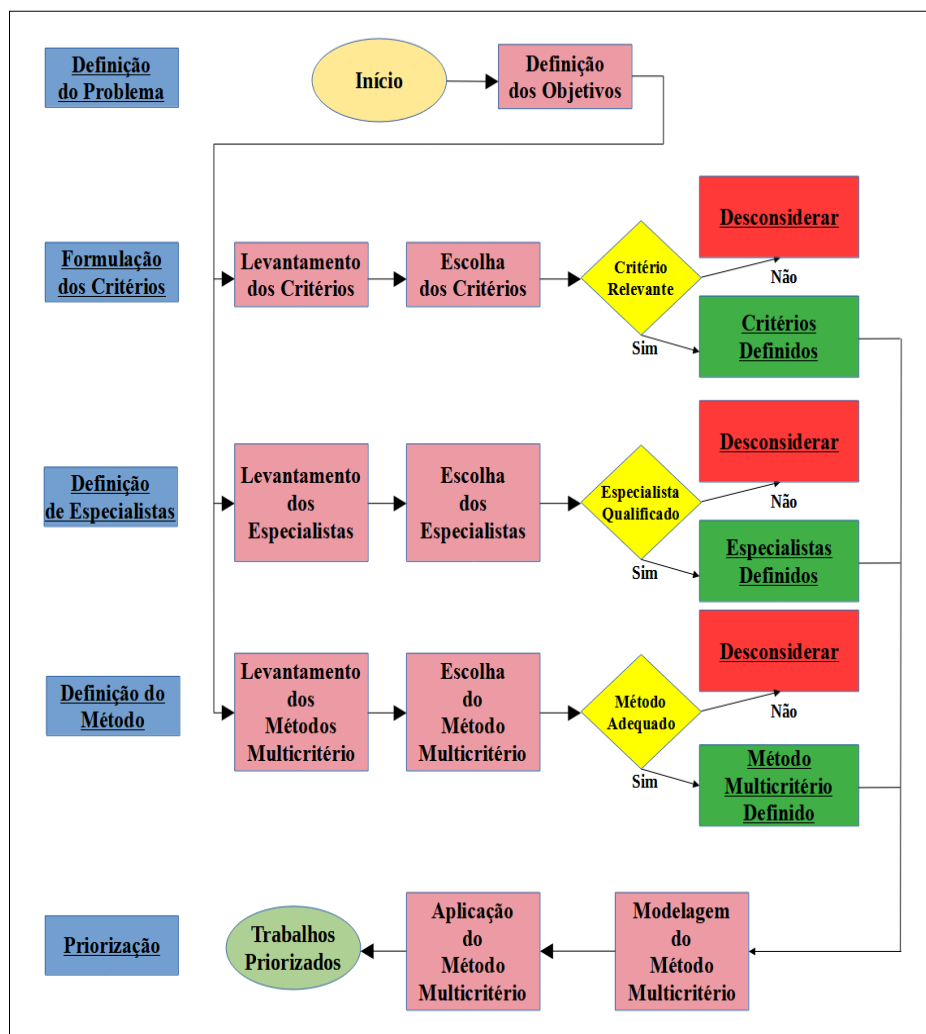 Definição
do Problema
Início
Definição
dos Objetivos
Formulação
dos Critérios
Levantamento
dos Critérios
Escolha
dos Critérios
Critério
Relevante
Desconsiderar
Não
Sim
Critérios
Definidos
Definição
de Especialistas
Levantamento
dos
Especialistas
Escolha
dos
Especialistas
Especialista
Qualificado
Desconsiderar
Não
Sim
Especialistas
Definidos
Definição do
Método
Levantamento
dos
Métodos
Multicritério
Escolha
do
Método
Multicritério
Método
Adequado
Desconsiderar
Não
Sim
Método
Multicritério
Definido
Priorização
Trabalhos
Priorizados
Aplicação
do
Método
Multicritério
Modelagem
do
Método
Multicritério